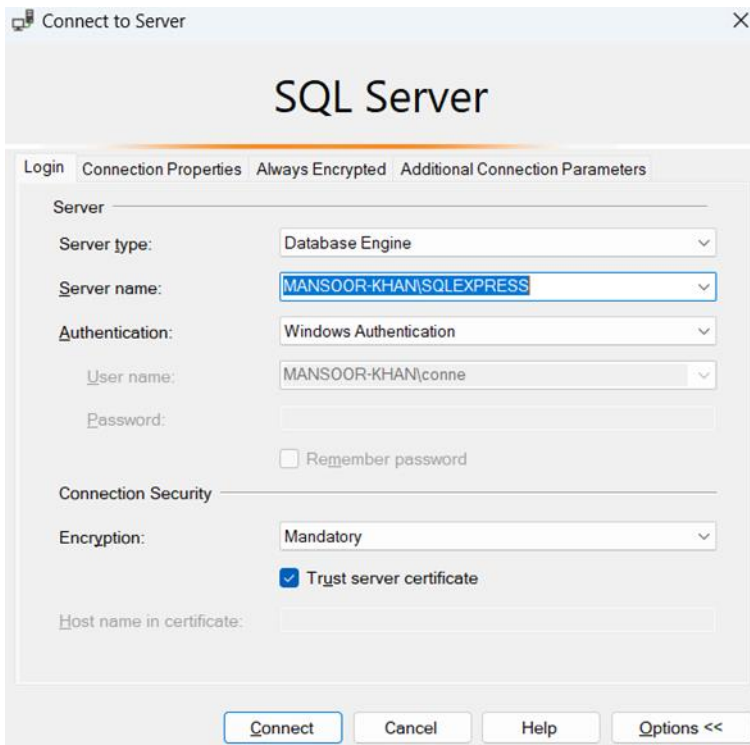 Connect to Server
SQL Server
Login Connection Properties Always Encrypted Additional Connection Parameters
Server
Server type: Database Engine
Server name: MANSOOR-KHAN\SQLEXPRESS
Authentication: Windows Authentication
User name: MANSOOR-KHAN\conne
Password:
Remember password
Connection Security
Encryption: Mandatory
Trust server certificate
Host name in certificate:
Connect Cancel Help Options <<